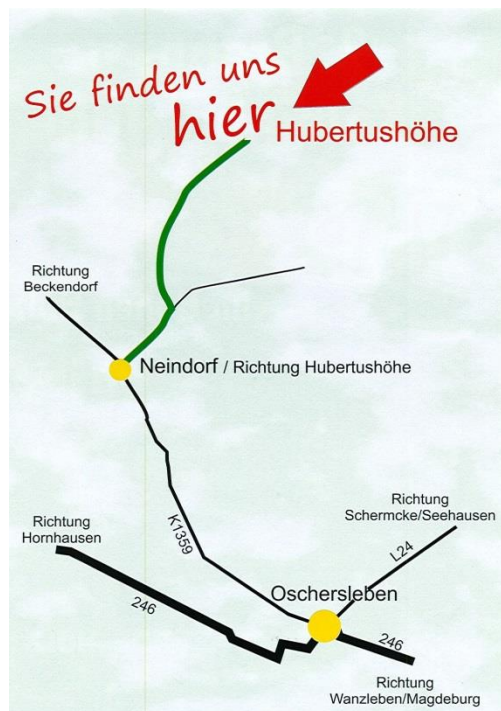 Sie finden uns
hier Hubertushöhe
Richtung
Beckendorf
Neindorf / Richtung Hubertushöhe
Richtung
Schermcke/Seehausen
Richtung
Hornhausen
K1359
L24
Oschersleben
246
246
Richtung
Wanzleben/Magdeburg